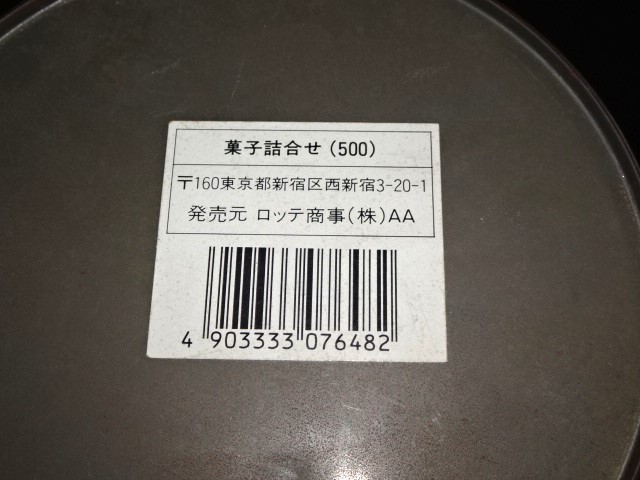 菓子詰合せ(500)
〒160東京都新宿区西新宿3-20-1
発売元 ロッテ商事(株)AA
4 903333 076482